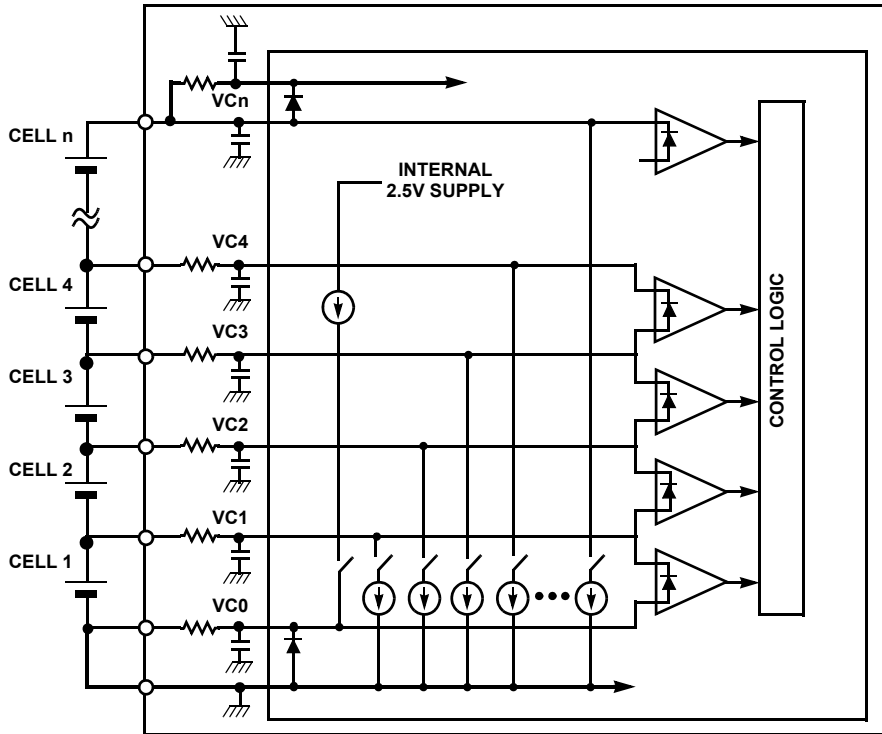 VCn
CELL n
INTERNAL
2.5V SUPPLY
VC4
CELL 4
VC3
CELL 3
VC2
CELL 2
VC1
CELL 1
VC0
CONTROL LOGIC